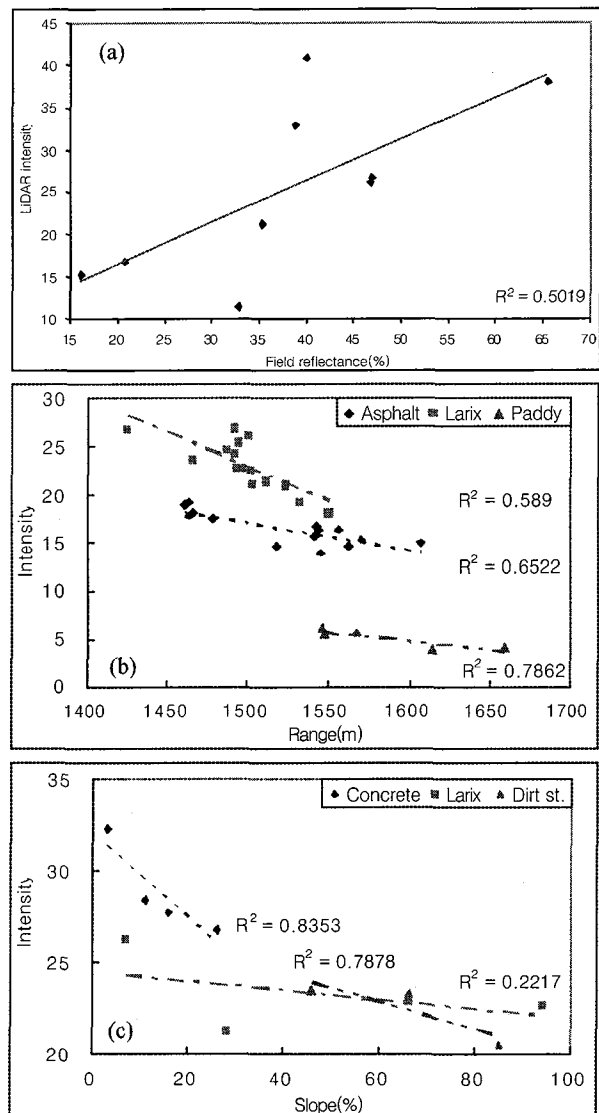 (a)
LiDAR intensity
45
40
35
30
25
20
15
10
15 20 25 30 35 40 45 50 55 60 65 70
Field reflectance(%)
R² = 0.5019
(b)
Asphalt Larix Paddy
Intensity
30
25
20
15
10
5
0
1400 1450 1500 1550 1600 1650 1700
Range(m)
R² = 0.589
R² = 0.6522
R² = 0.7862
(c)
Concrete Larix Dirt st.
Intensity
35
30
25
20
0 20 40 60 80 100
Slope(%)
R² = 0.8353
R² = 0.7878
R² = 0.2217